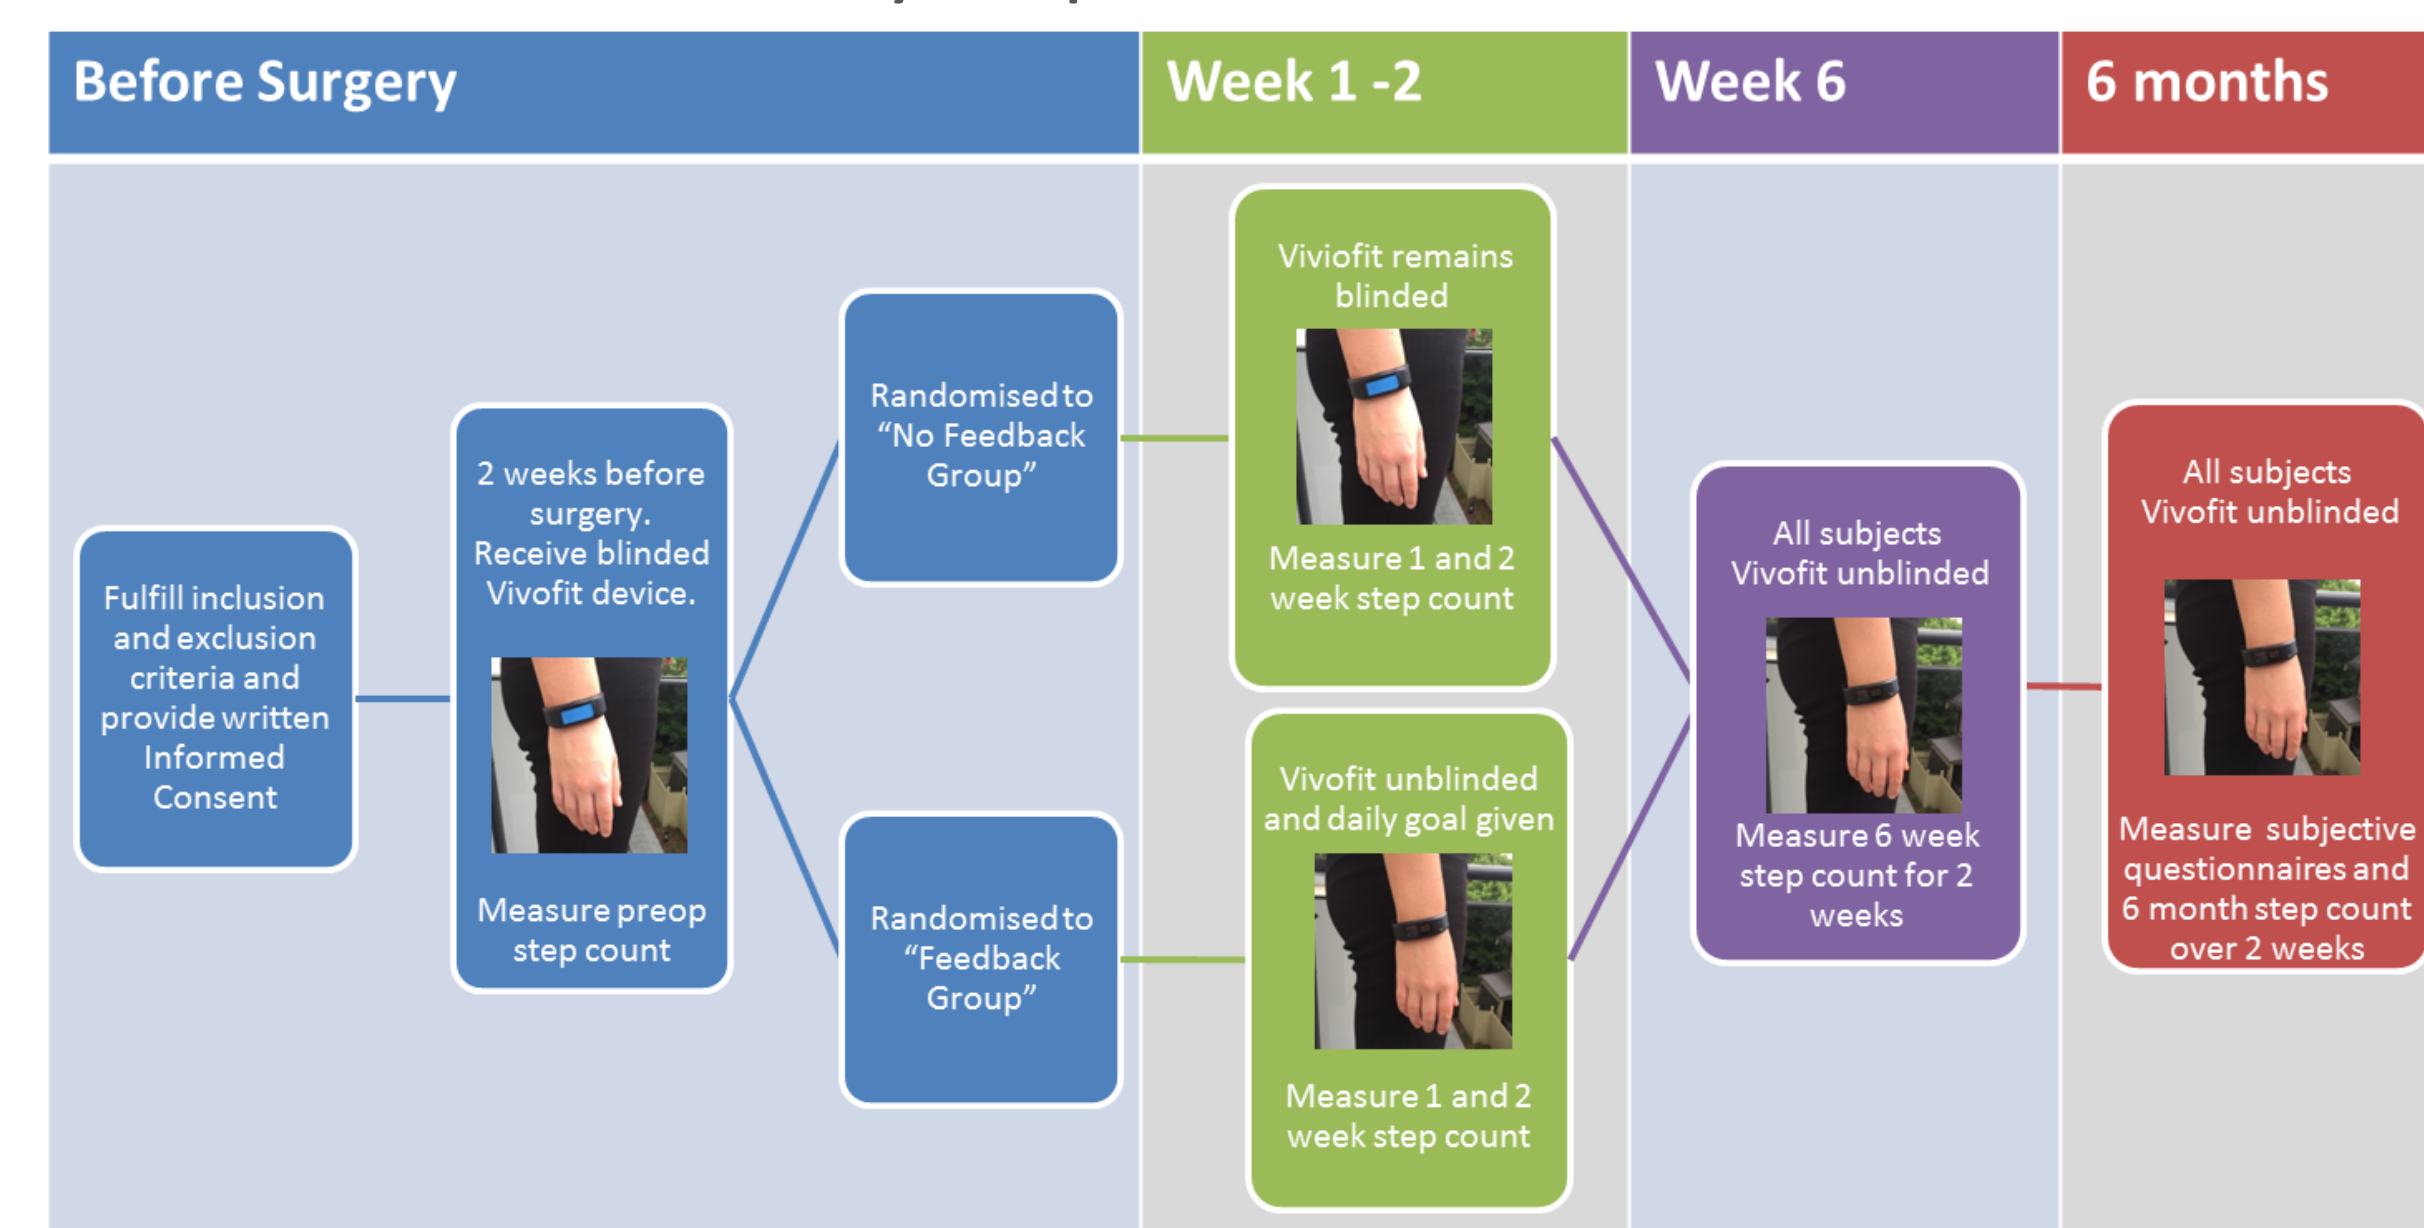 Before Surgery
Week 1 -2
Week 6
6 months
Fulfill inclusion
and exclusion
criteria and
provide written
Informed
Consent
2 weeks before
surgery.
Receive blinded
Vivofit device.
Measure preop
step count
Randomised to
“No Feedback
Group”
Randomised to
“Feedback
Group”
Viviofit remains
blinded
Measure 1 and 2
week step count
Vivofit unblinded
and daily goal given
Measure 1 and 2
week step count
All subjects
Vivofit unblinded
Measure 6 week
step count for 2
weeks
All subjects
Vivofit unblinded
Measure subjective
questionnaires and
6 month step count
over 2 weeks